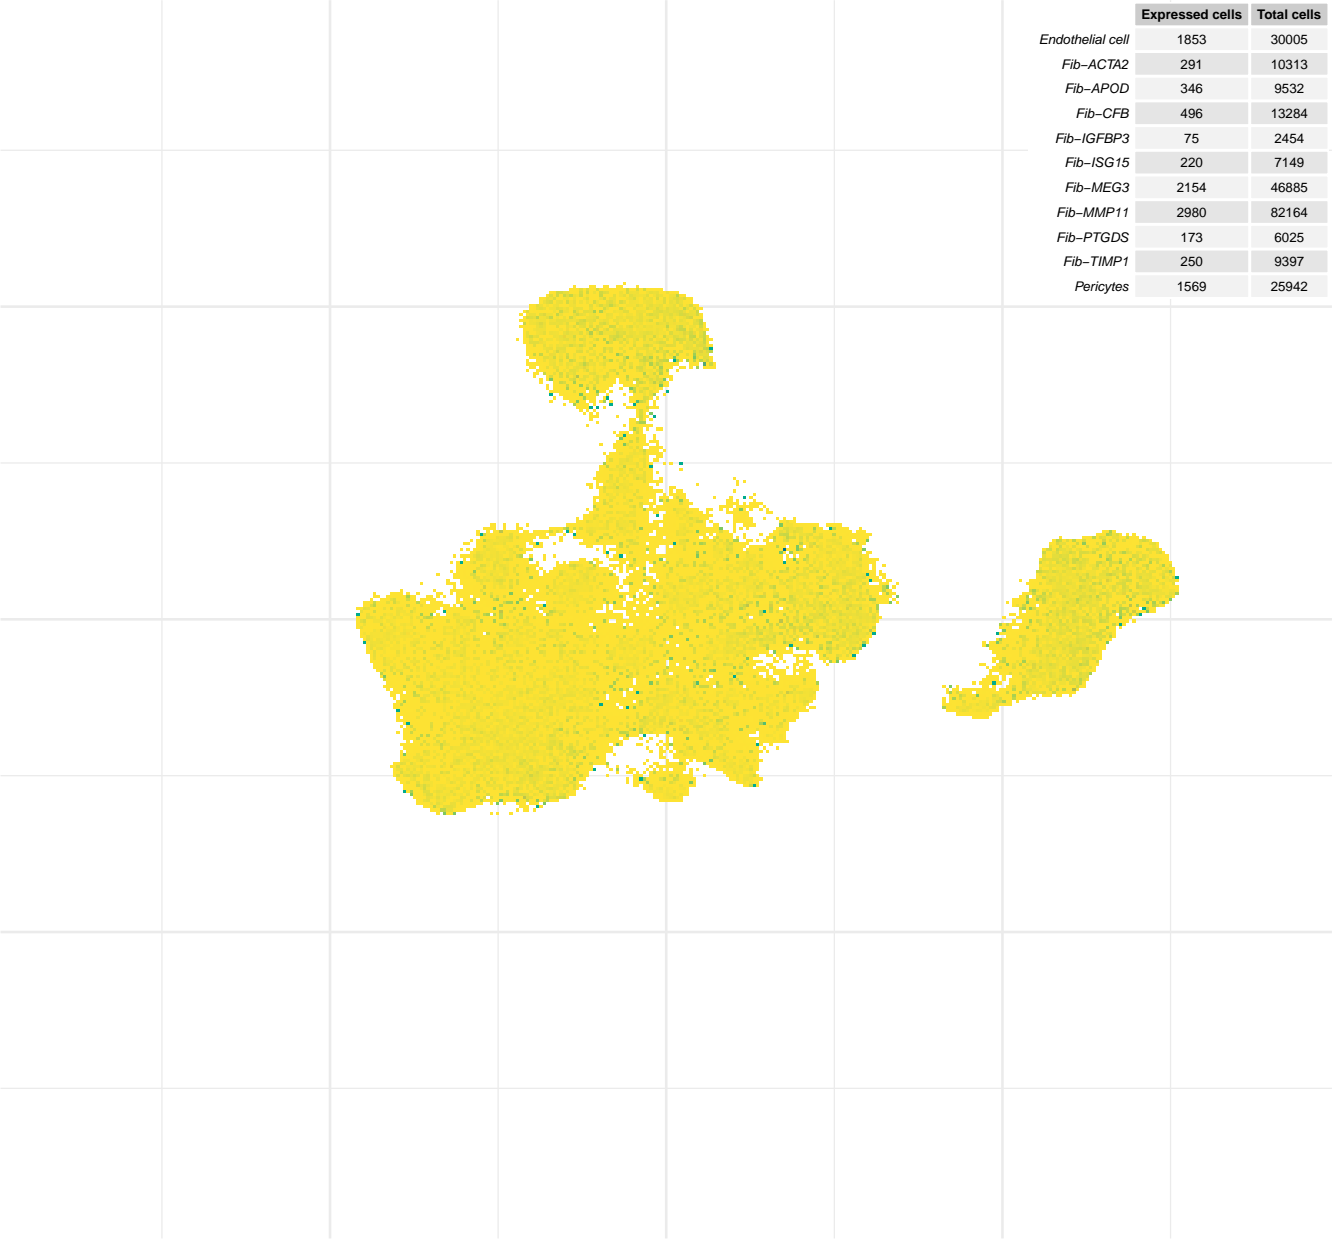 Expressed cells Total cells
Endothelial cell 1853 30005
Fib−ACTA2 291 10313
Fib−APOD 346 9532
Fib−CFB 496 13284
Fib−IGFBP3 75 2454
Fib−ISG15 220 7149
Fib−MEG3 2154 46885
Fib−MMP11 2980 82164
Fib−PTGDS 173 6025
Fib−TIMP1 250 9397
Pericytes 1569 25942